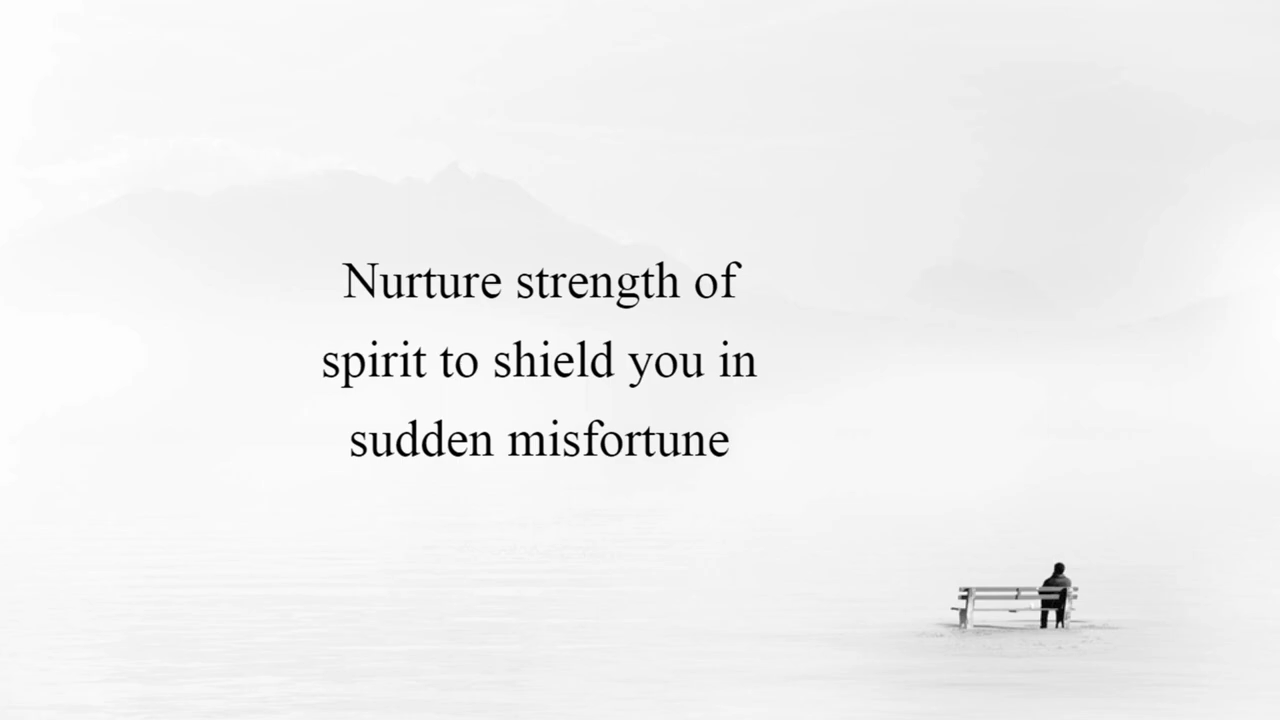 Nurture strength of
spirit to shield you in
sudden misfortune